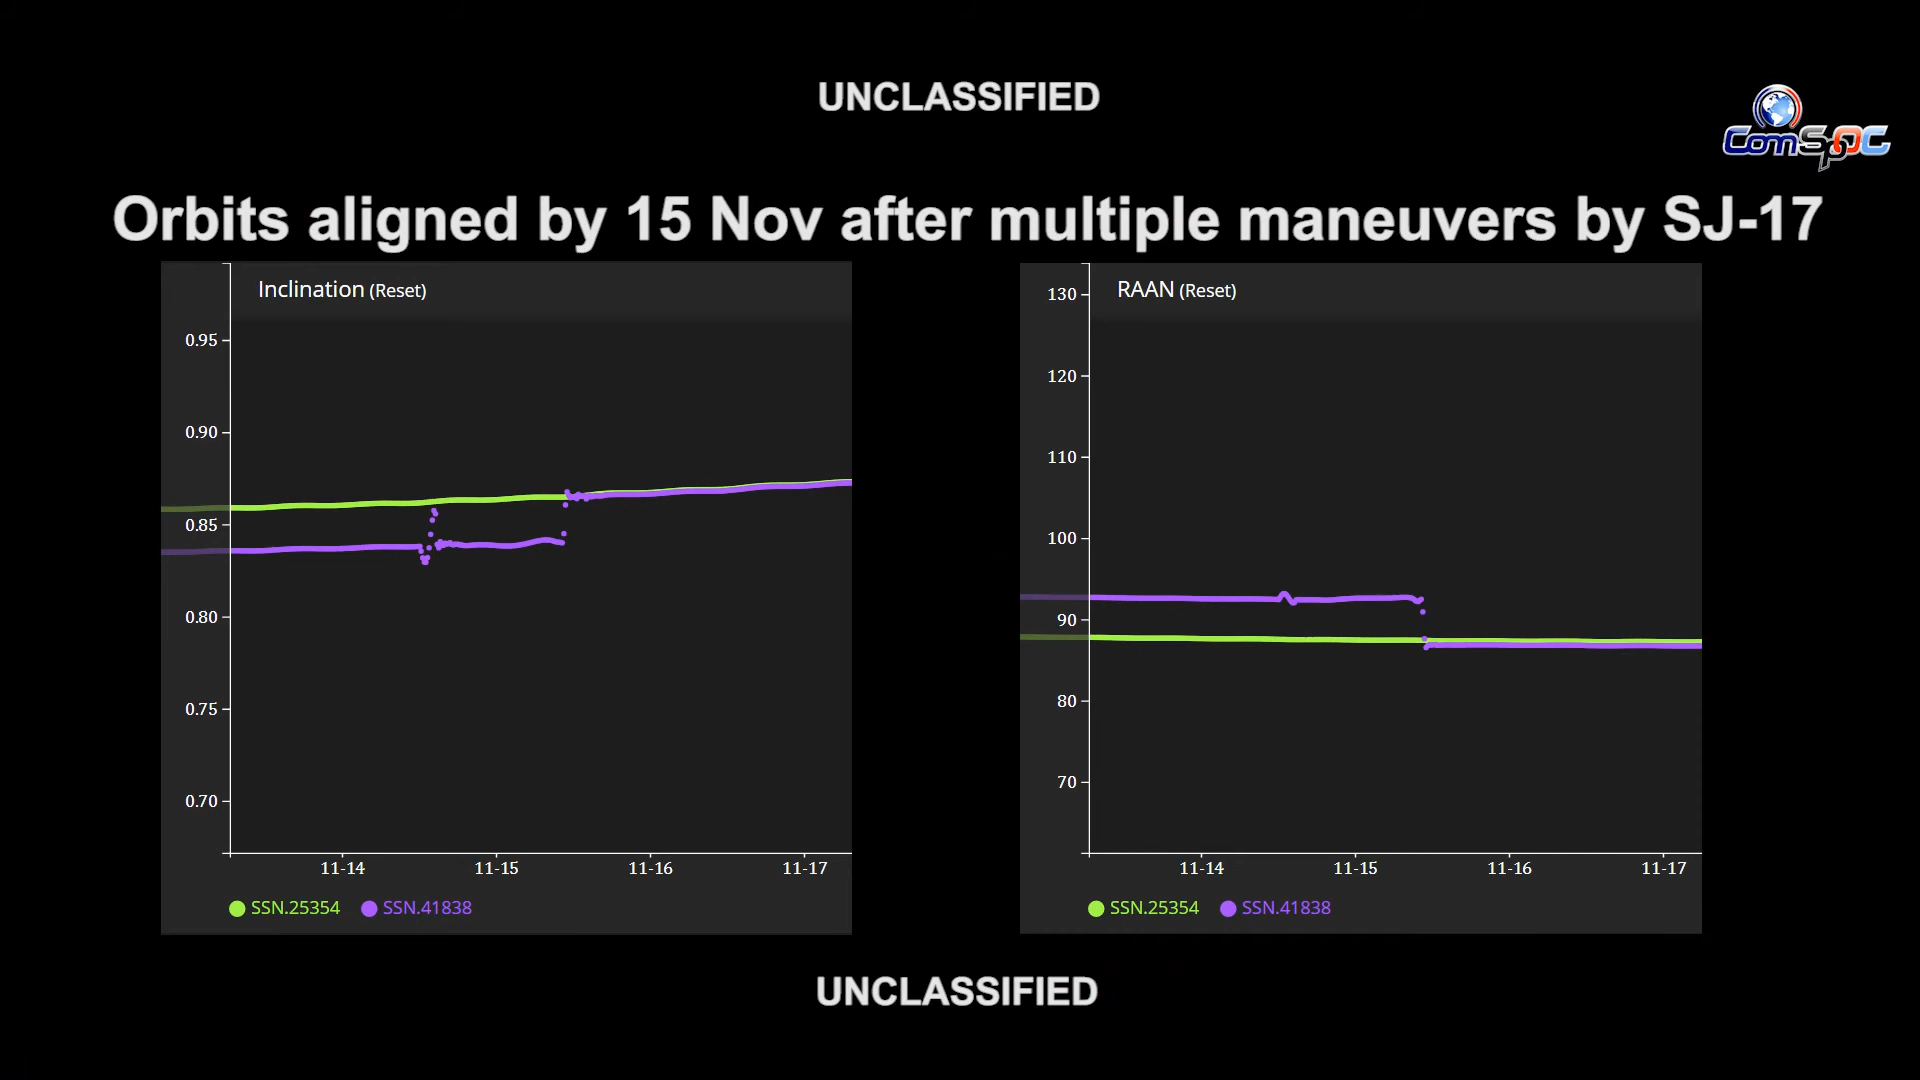 UNCLASSIFIED
ComSpOC
Orbits aligned by 15 Nov after multiple maneuvers by SJ-17
Inclination (Reset)
0.95
0.90
0.85
0.80
0.75
0.70
11-14 11-15 11-16 11-17
SSN.25354 SSN.41838
RAAN (Reset)
130
120
110
100
90
80
70
11-14 11-15 11-16 11-17
SSN.25354 SSN.41838
UNCLASSIFIED